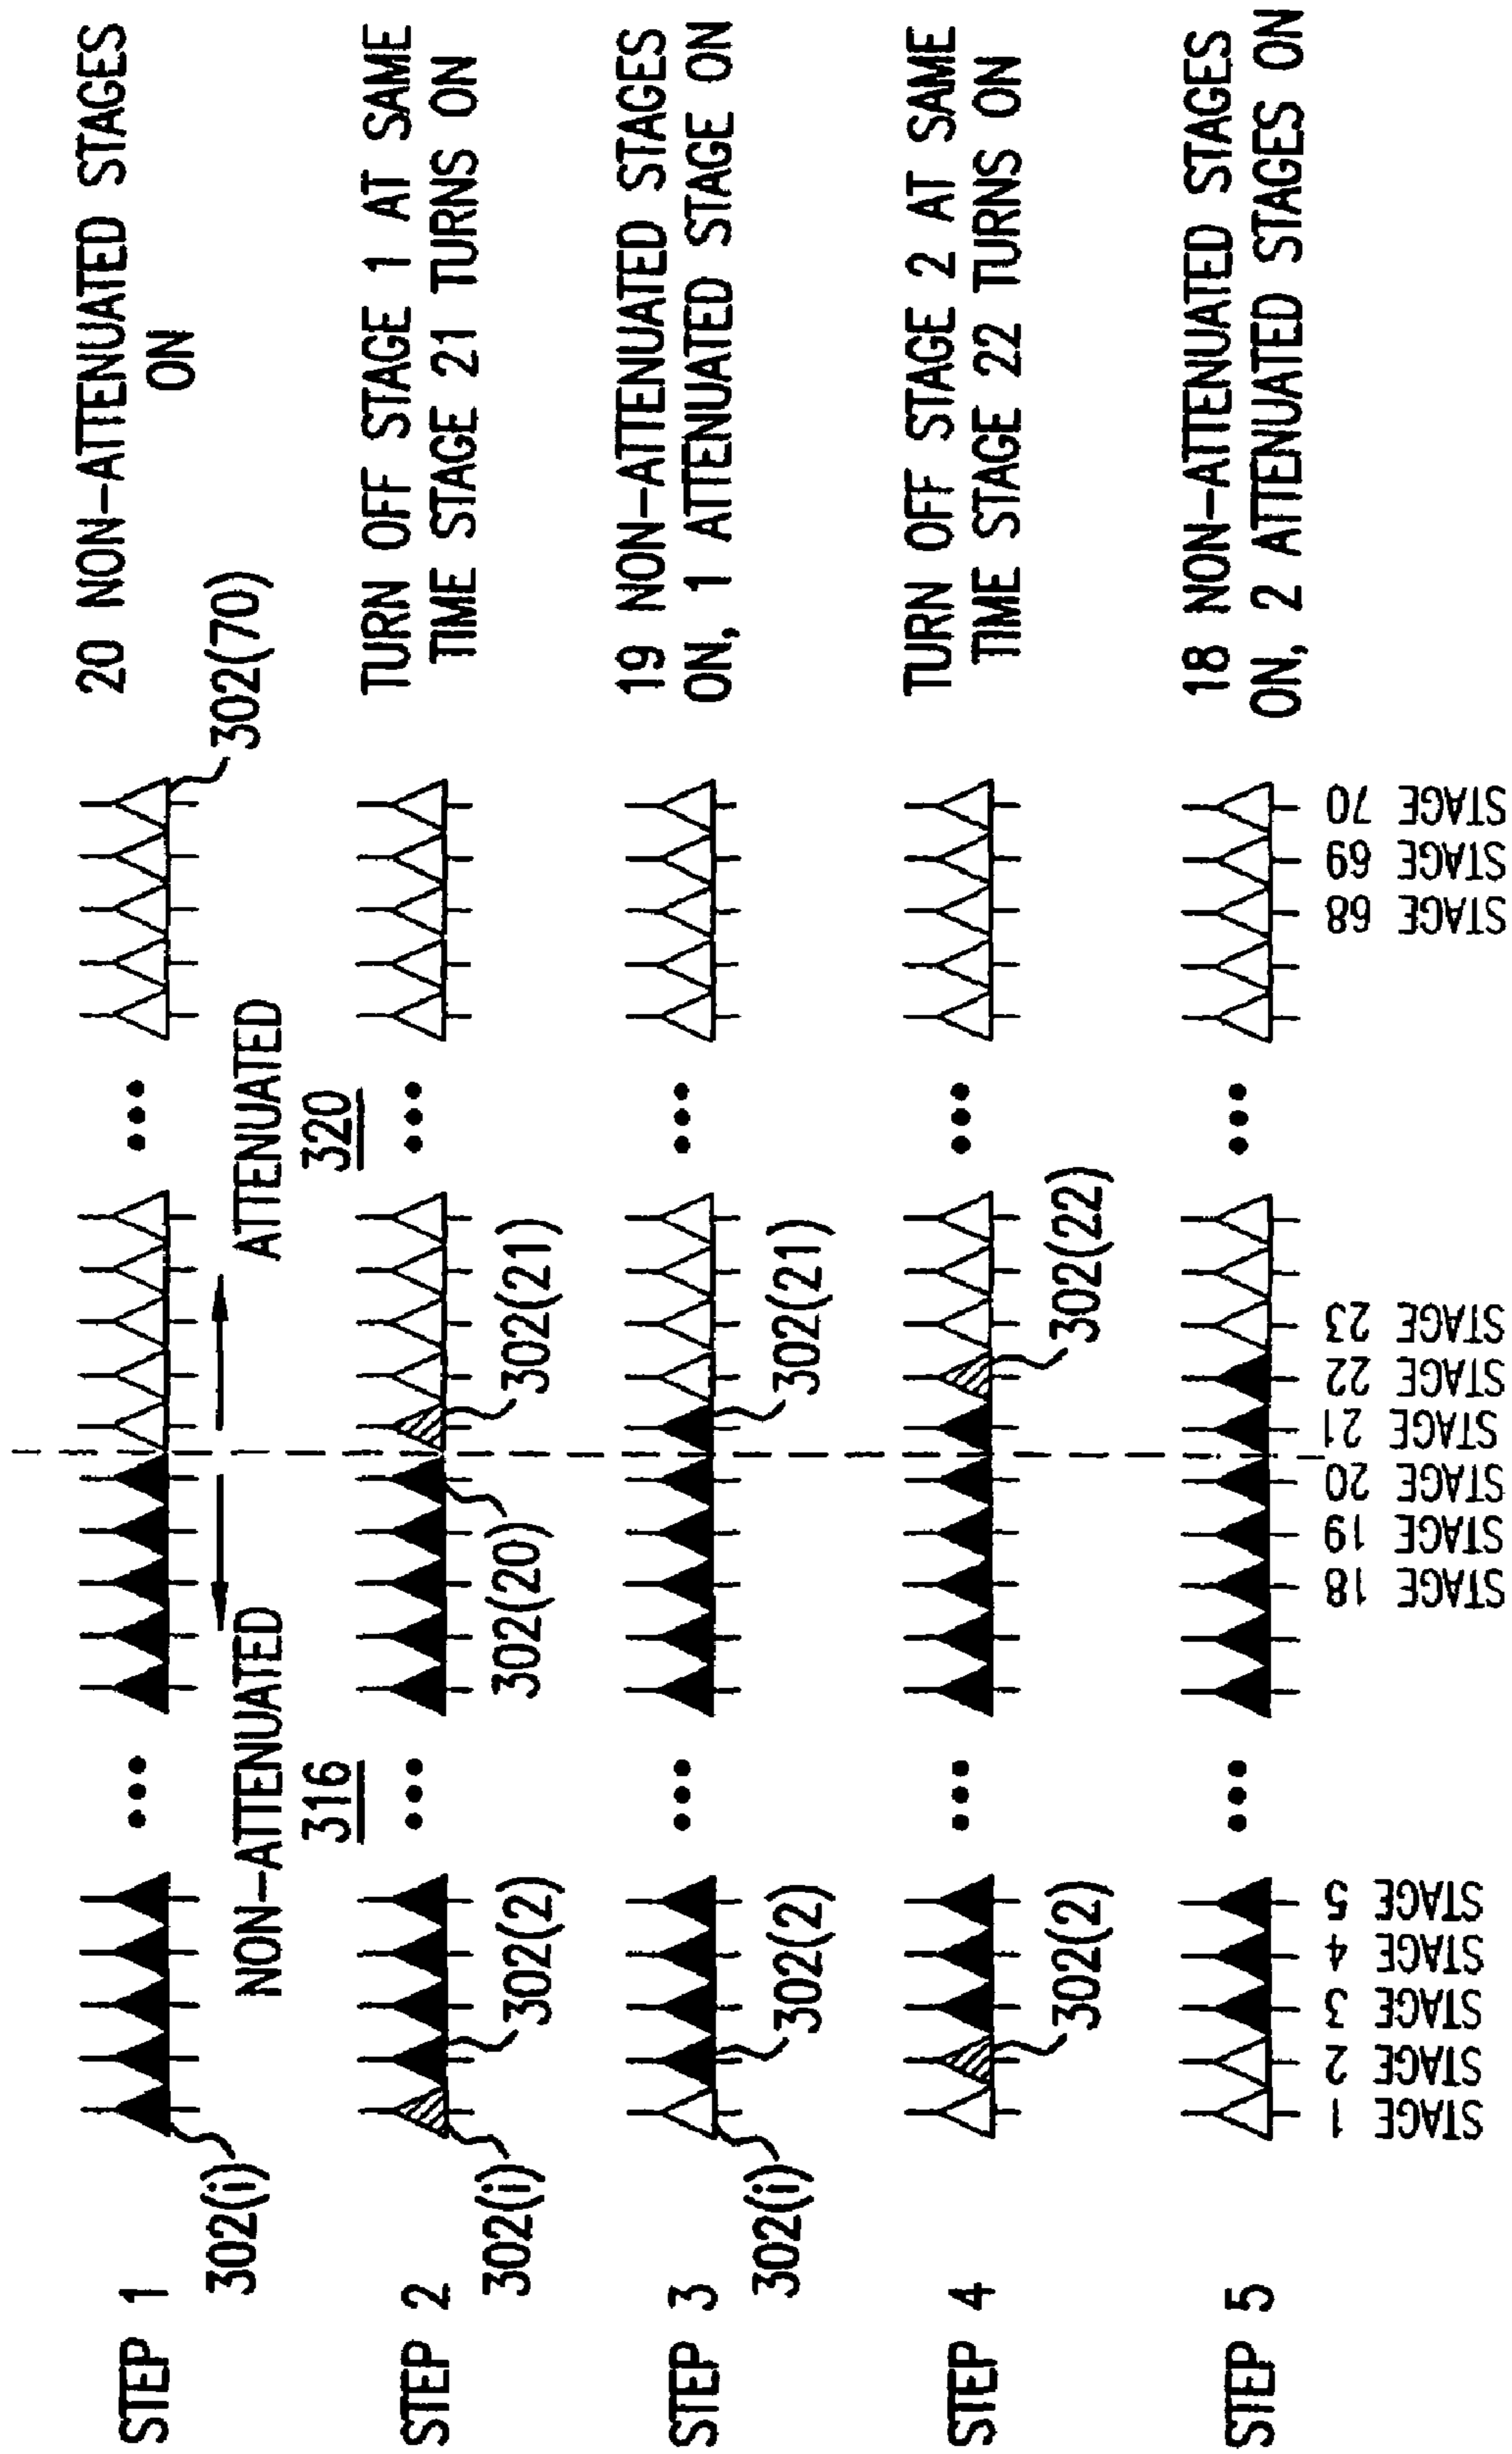 STEP 1
302(i)
20 NON-ATTENUATED STAGES
ON
302(70)
NON-ATTENUATED
316
ATTENUATED
320
STEP 2
302(i)
302(2)
302(20)
302(21)
TURN OFF STAGE 1 AT SAME
TIME STAGE 21 TURNS ON
STEP 3
302(i)
302(2)
302(21)
19 NON-ATTENUATED STAGES
ON, 1 ATTENUATED STAGE ON
STEP 4
302(2)
302(22)
TURN OFF STAGE 2 AT SAME
TIME STAGE 22 TURNS ON
STEP 5
18 NON-ATTENUATED STAGES
ON, 2 ATTENUATED STAGES ON
STAGE 1
STAGE 2
STAGE 3
STAGE 4
STAGE 5
STAGE 18
STAGE 19
STAGE 20
STAGE 21
STAGE 22
STAGE 23
STAGE 68
STAGE 69
STAGE 70